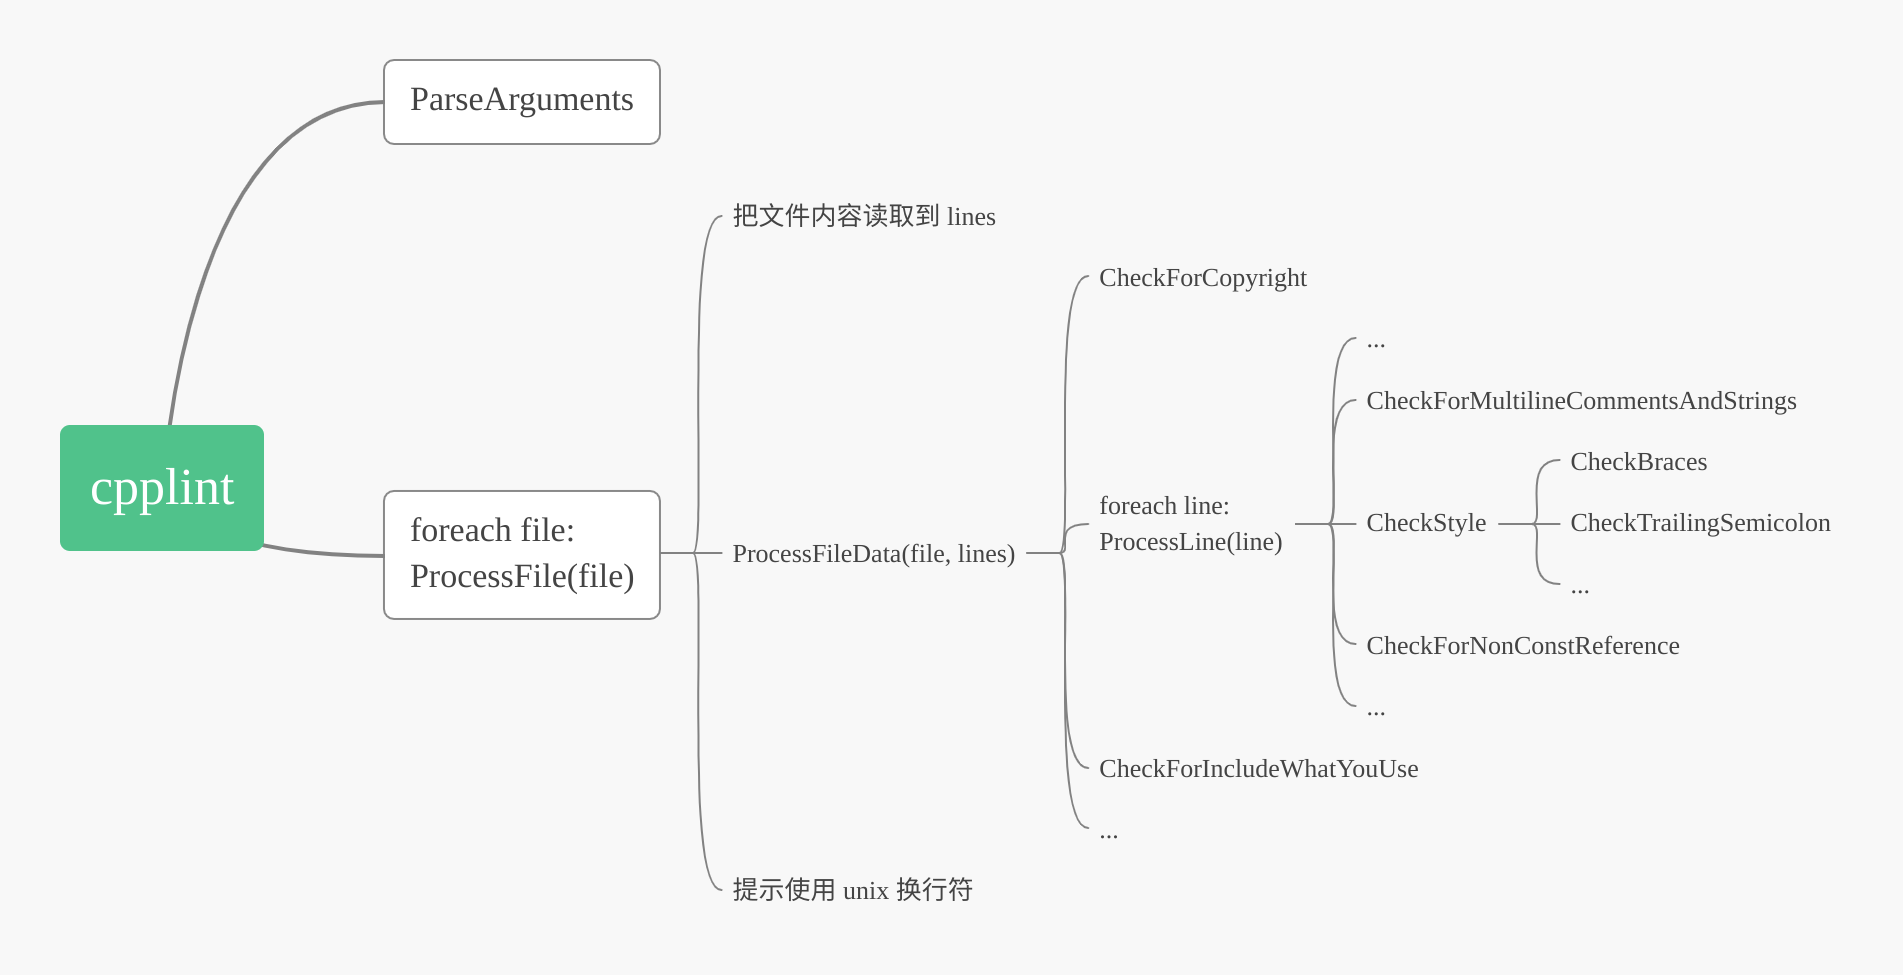 cpplint
ParseArguments
foreach file:
ProcessFile(file)
把文件内容读取到 lines
ProcessFileData(file, lines)
CheckForCopyright
foreach line:
ProcessLine(line)
...
CheckForMultilineCommentsAndStrings
CheckStyle
CheckBraces
CheckTrailingSemicolon
...
CheckForNonConstReference
...
CheckForIncludeWhatYouUse
...
提示使用 unix 换行符